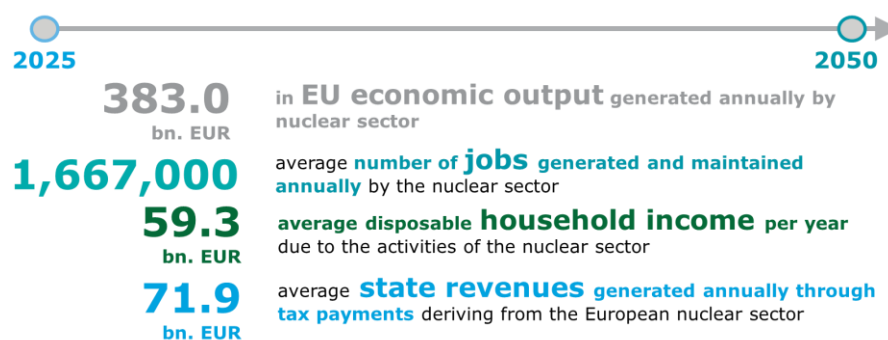 2025
2050
383.0
bn. EUR
in EU economic output generated annually by
nuclear sector
1,667,000
average number of jobs generated and maintained
annually by the nuclear sector
59.3
bn. EUR
average disposable household income per year
due to the activities of the nuclear sector
71.9
bn. EUR
average state revenues generated annually through
tax payments deriving from the European nuclear sector